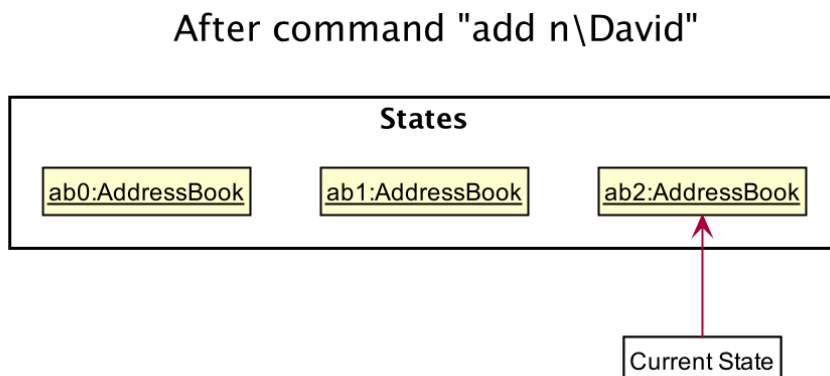 After command "add n\David"
States
ab0:AddressBook
ab1:AddressBook
ab2:AddressBook
Current State